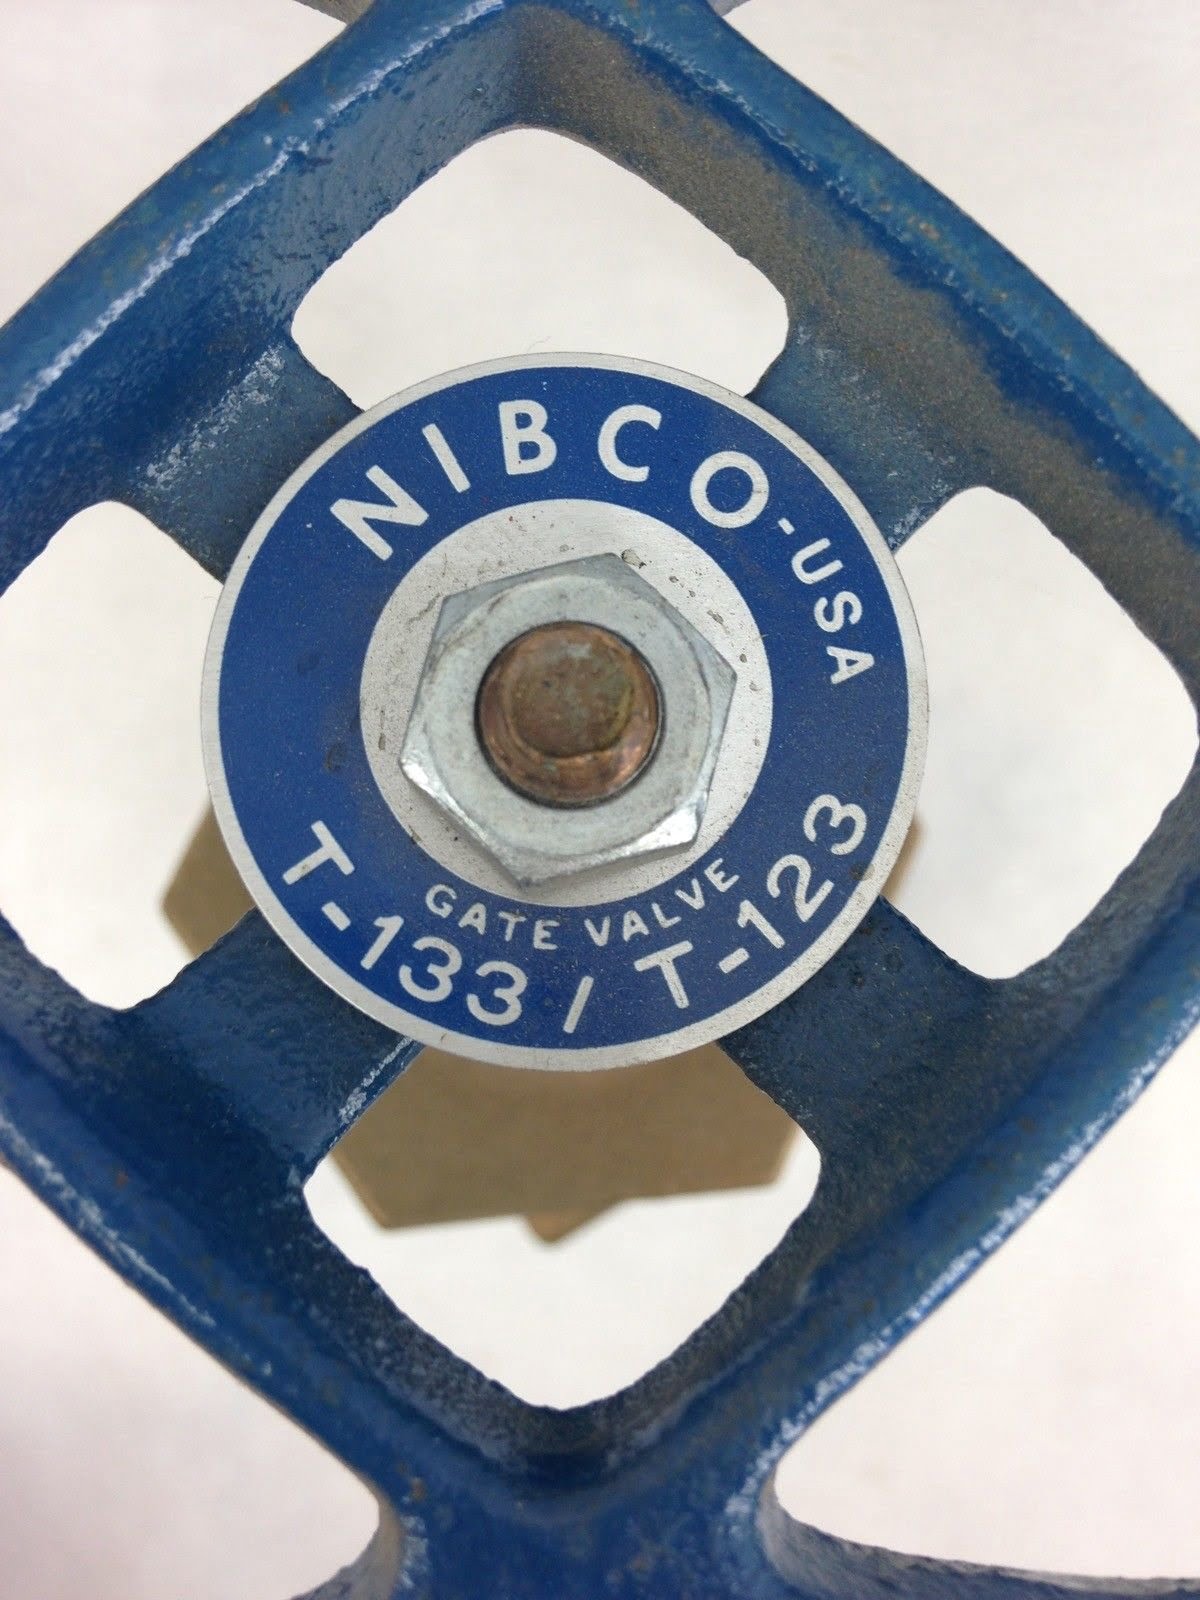 NIBCO-USA
GATE VALVE
T-133/T-123